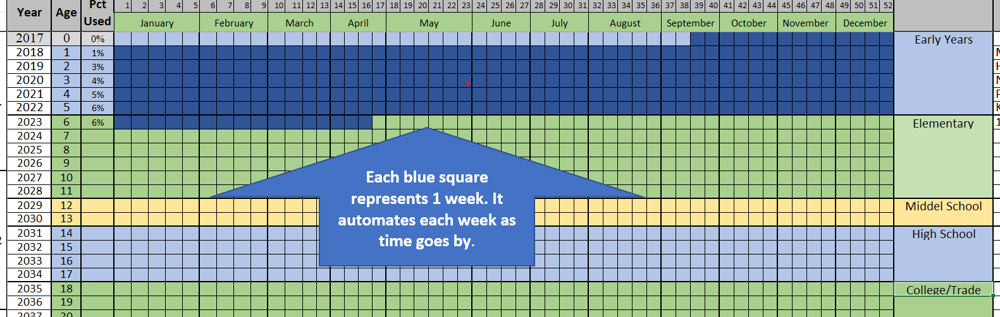 Year Age Pct Used 1 2 3 4 5 6 7 8 9 10 11 12 13 14 15 16 17 18 19 20 21 22 23 24 25 26 27 28 29 30 31 32 33 34 35 36 37 38 39 40 41 42 43 44 45 46 47 48 49 50 51 52
January February March April May June July August September October November December
2017 0 0% Early Years
2018 1 1%
2019 2 3%
2020 3 4%
2021 4 5%
2022 5 6%
2023 6 6% Elementary
2024 7
2025 8
2026 9
2027 10
2028 11
2029 12 Middel School
2030 13
2031 14 High School
2032 15
2033 16
2034 17
2035 18 College/Trade
2036 19
2037 20
Each blue square
represents 1 week. It
automates each week as
time goes by.